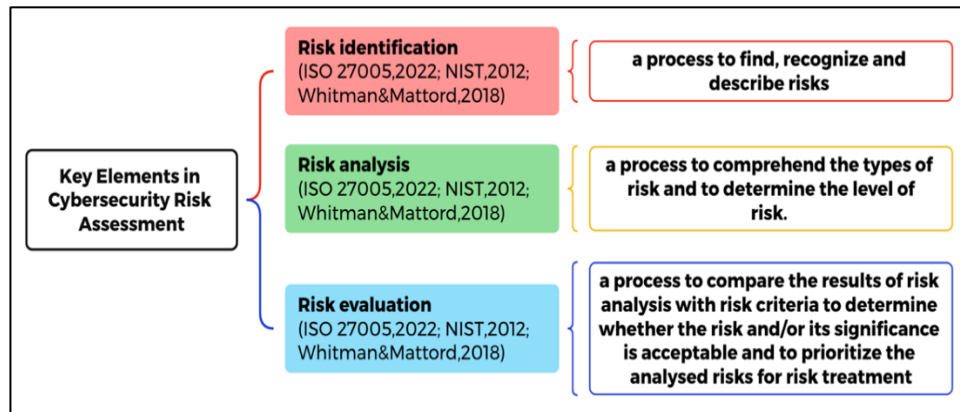 Key Elements in
Cybersecurity Risk
Assessment
Risk identification
(ISO 27005,2022; NIST,2012;
Whitman&Mattord,2018)
a process to find, recognize and
describe risks
Risk analysis
(ISO 27005,2022; NIST,2012;
Whitman&Mattord,2018)
a process to comprehend the types of
risk and to determine the level of
risk.
Risk evaluation
(ISO 27005,2022; NIST,2012;
Whitman&Mattord,2018)
a process to compare the results of risk
analysis with risk criteria to determine
whether the risk and/or its significance
is acceptable and to prioritize the
analysed risks for risk treatment